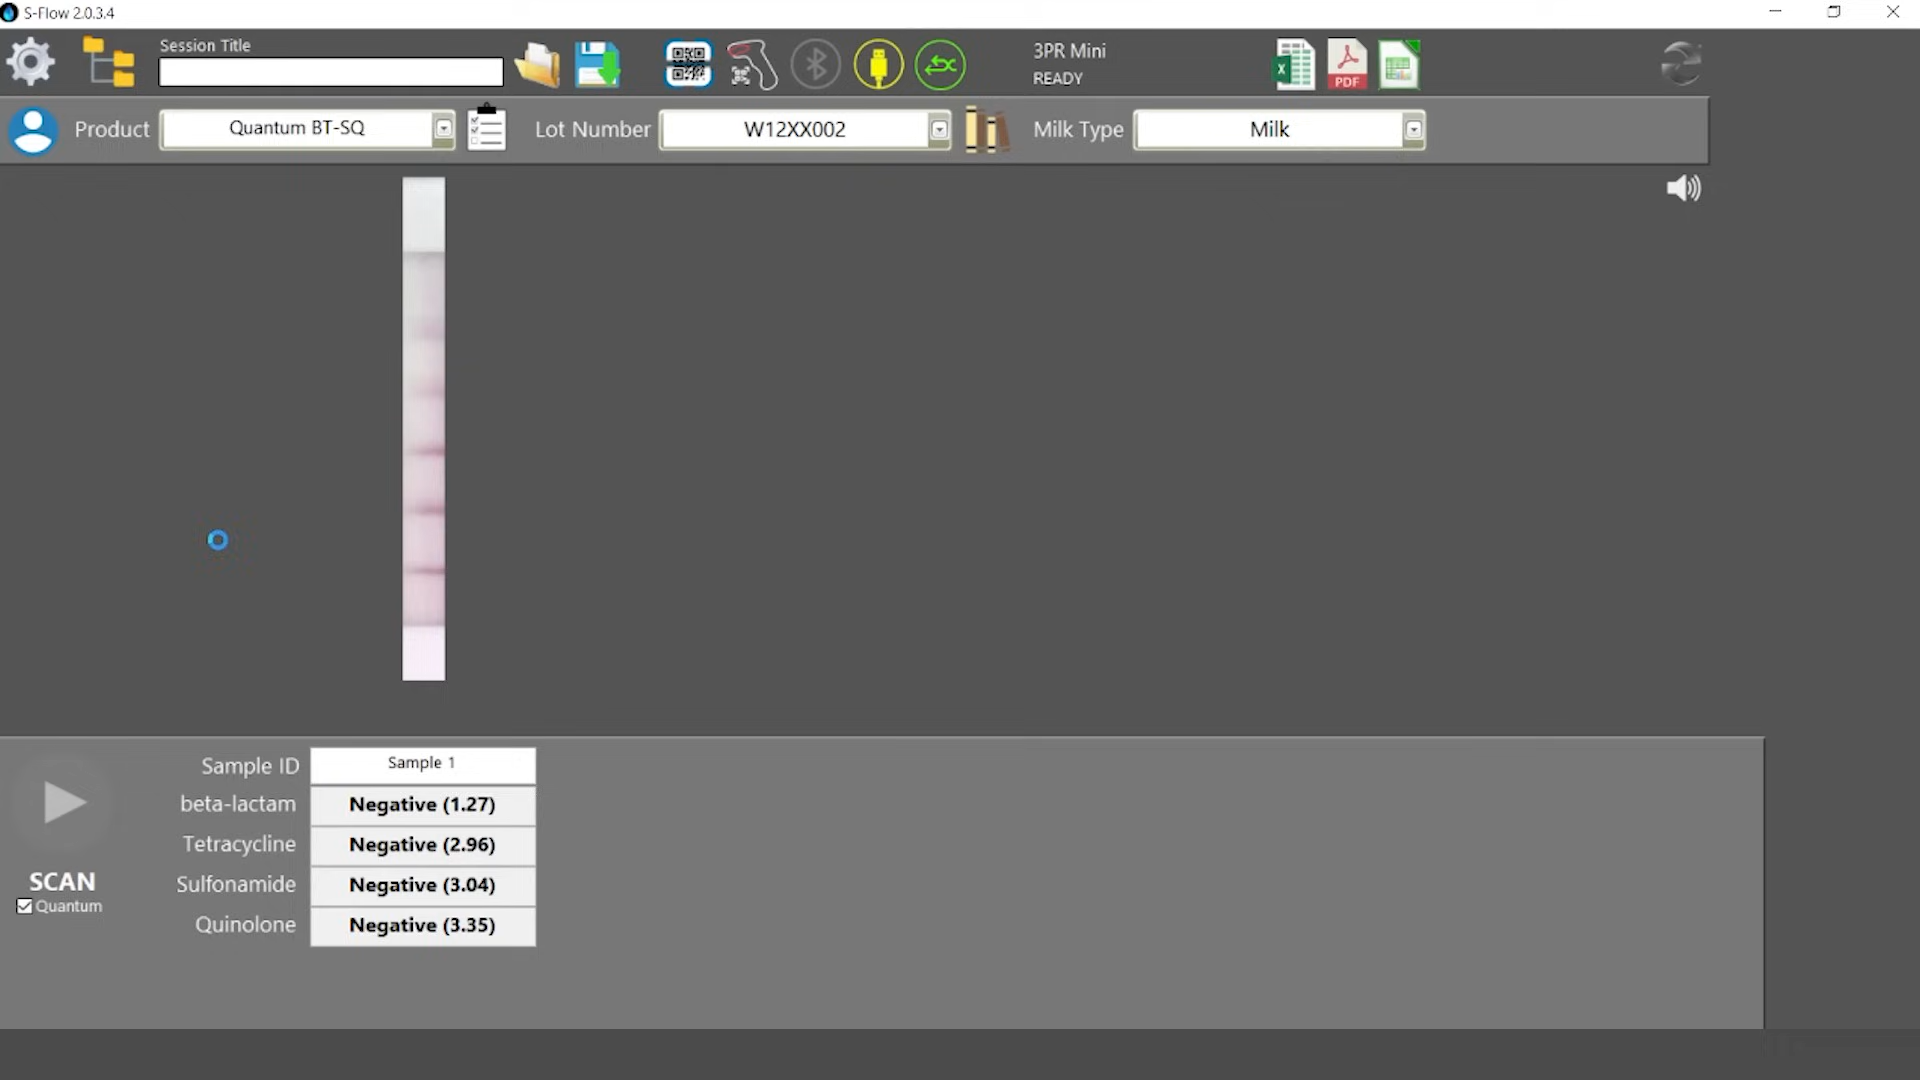 S-Flow 2.0.3.4
Session Title
3PR Mini
READY
PDF
Product
Quantum BT-SQ
Lot Number
W12XX002
Milk Type
Milk
Sample ID
Sample 1
beta-lactam
Negative (1.27)
Tetracycline
Negative (2.96)
Sulfonamide
Negative (3.04)
Quinolone
Negative (3.35)
SCAN
Quantum